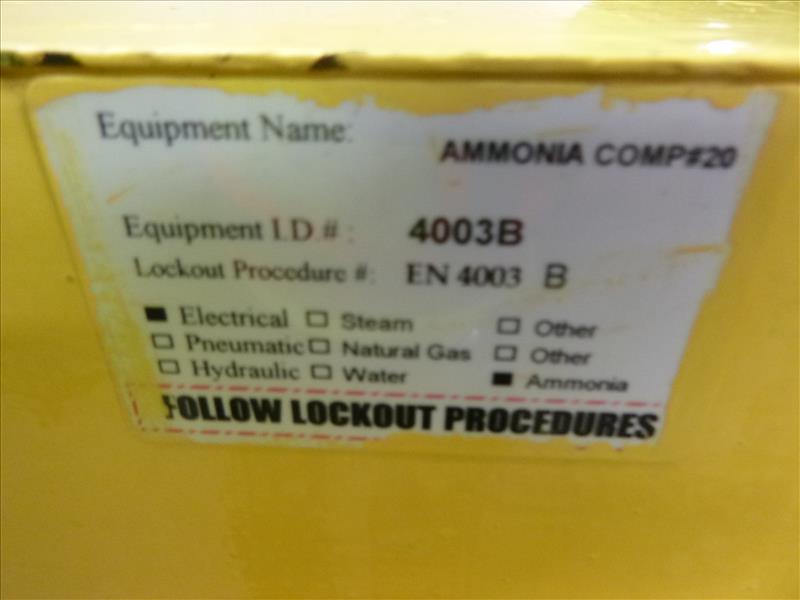 Equipment Name: AMMONIA COMP#20
Equipment I.D.# : 4003B
Lockout Procedure #: EN 4003 B
■ Electrical □ Steam □ Other
□ Pneumatic □ Natural Gas □ Other
□ Hydraulic □ Water ■ Ammonia
FOLLOW LOCKOUT PROCEDURES